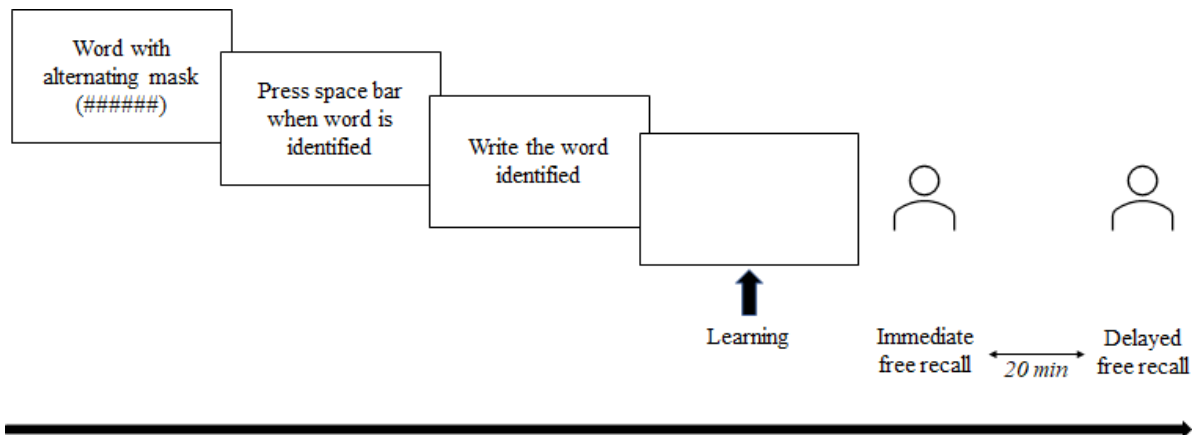 Word with
alternating mask
(######)
Press space bar
when word is
identified
Write the word
identified
Learning
Immediate
free recall
20 min
Delayed
free recall